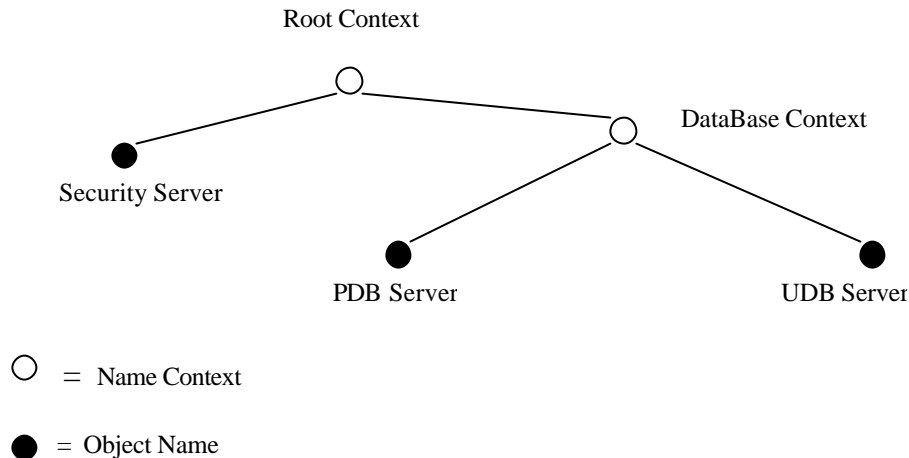 Root Context
DataBase Context
Security Server
PDB Server
UDB Server
= Name Context
= Object Name